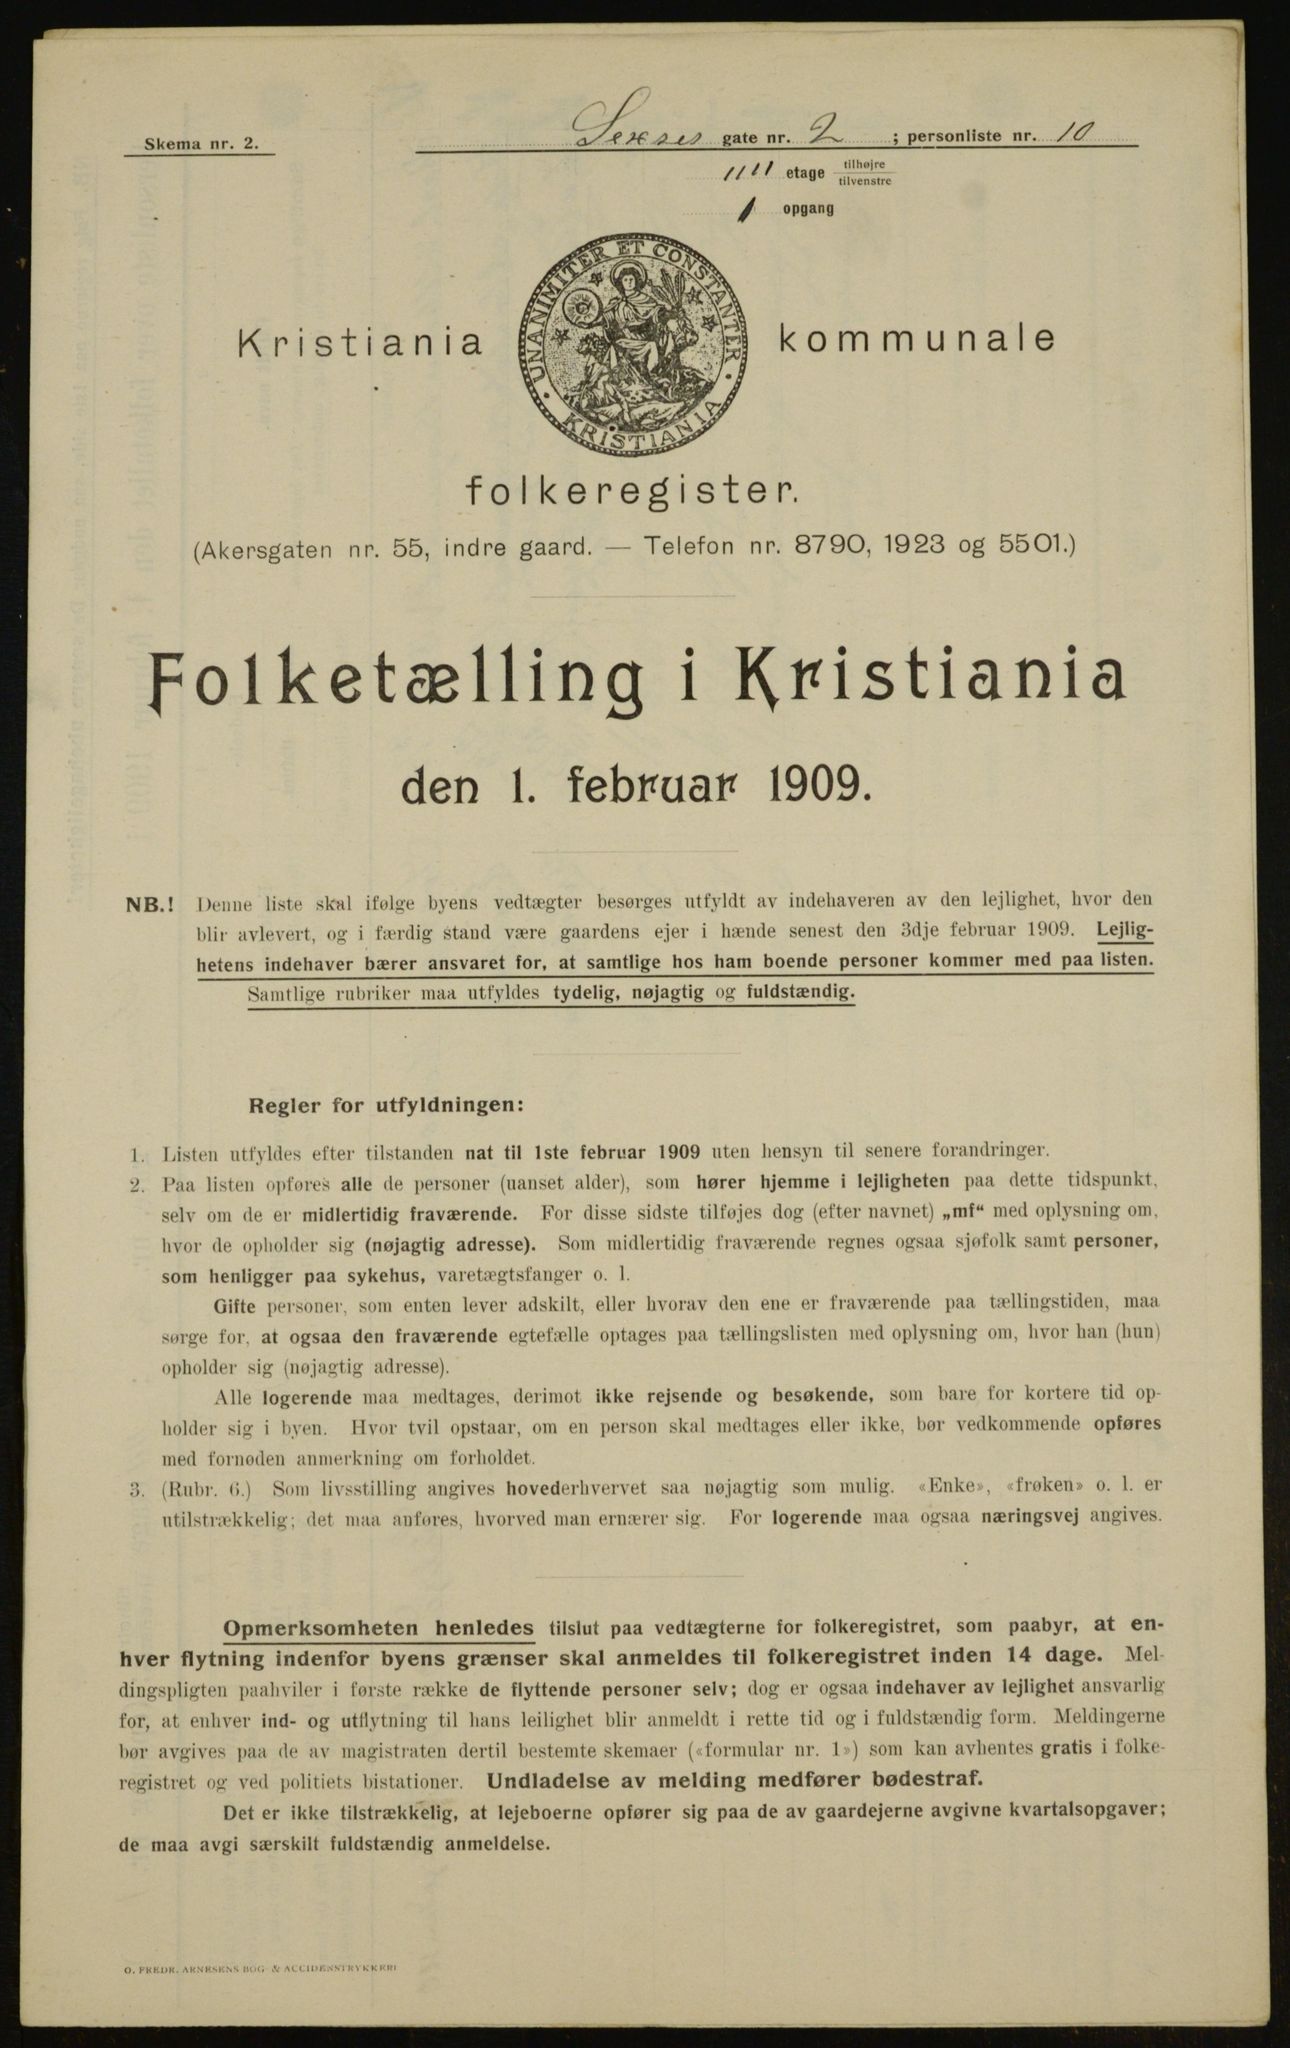 Skema nr. 2.
Sexes gate nr. 2 ; personliste nr. 10
1111 etage tilhøjre
tilvenstre
1 opgang
UNANIMITER ET CONSTANTER
KRISTIANIA
Kristiania kommunale
folkeregister.
(Akersgaten nr. 55, indre gaard. — Telefon nr. 8790, 1923 og 5501.)
Folketælling i Kristiania
den 1. februar 1909.
NB.! Denne liste skal ifølge byens vedtægter besørges utfyldt av indehaveren av den lejlighet, hvor den
blir avlevert, og i færdig stand være gaardens ejer i hænde senest den 3dje februar 1909. Lejlig-
hetens indehaver bærer ansvaret for, at samtlige hos ham boende personer kommer med paa listen.
Samtlige rubriker maa utfyldes tydelig, nøjagtig og fuldstændig.
Regler for utfyldningen:
1. Listen utfyldes efter tilstanden nat til 1ste februar 1909 uten hensyn til senere forandringer.
2. Paa listen opføres alle de personer (uanset alder), som hører hjemme i lejligheten paa dette tidspunkt,
selv om de er midlertidig fraværende. For disse sidste tilføjes dog (efter navnet) „mf“ med oplysning om,
hvor de opholder sig (nøjagtig adresse). Som midlertidig fraværende regnes ogsaa sjøfolk samt personer,
som henligger paa sykehus, varetægtsfanger o. l.
Gifte personer, som enten lever adskilt, eller hvorav den ene er fraværende paa tællingstiden, maa
sørge for, at ogsaa den fraværende egtefælle optages paa tællingslisten med oplysning om, hvor han (hun)
opholder sig (nøjagtig adresse).
Alle logerende maa medtages, derimot ikke rejsende og besøkende, som bare for kortere tid op-
holder sig i byen. Hvor tvil opstaar, om en person skal medtages eller ikke, bør vedkommende opføres
med fornøden anmerkning om forholdet.
3. (Rubr. 6.) Som livsstilling angives hovederhvervet saa nøjagtig som mulig. «Enke», «frøken» o. l. er
utilstrækkelig; det maa anføres, hvorved man ernærer sig. For logerende maa ogsaa næringsvej angives.
Opmerksomheten henledes tilslut paa vedtægterne for folkeregistret, som paabyr, at en-
hver flytning indenfor byens grænser skal anmeldes til folkeregistret inden 14 dage. Mel-
dingspligten paahviler i første række de flyttende personer selv; dog er ogsaa indehaver av lejlighet ansvarlig
for, at enhver ind- og utflytning til hans leilighet blir anmeldt i rette tid og i fuldstændig form. Meldingerne
bør avgives paa de av magistraten dertil bestemte skemaer («formular nr. 1») som kan avhentes gratis i folke-
registret og ved politiets bistationer. Undladelse av melding medfører bødestraf.
Det er ikke tilstrækkelig, at lejeboerne opfører sig paa de av gaardejerne avgivne kvartalsopgaver;
de maa avgi særskilt fuldstændig anmeldelse.
O. FREDR. ARNESENS BOG- & ACCIDENSTRYKKERI